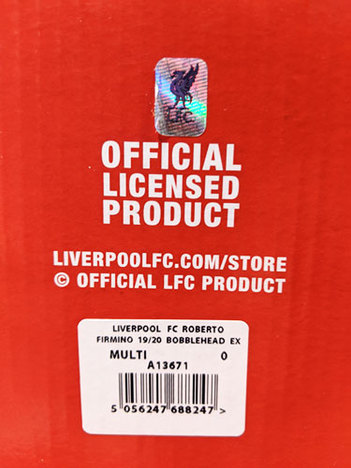 L.F.C.
OFFICIAL
LICENSED
PRODUCT
LIVERPOOLFC.COM/STORE
© OFFICIAL LFC PRODUCT
LIVERPOOL FC ROBERTO
FIRMINO 19/20 BOBBLEHEAD EX
MULTI 0
A13671
5 056247 688247 >